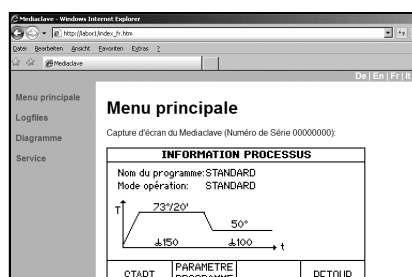 Mediaclave - Windows Internet Explorer
http://labor1/index_fr.htm
Datei Bearbeiten Ansicht Favoriten Extras ?
Mediaclave
De | En | Fr | It
Menu principale
Logfiles
Diagramme
Service
Menu principale
Capture d'écran du Mediaclave (Numéro de Série 00000000):
INFORMATION PROCESSUS
Nom du programme: STANDARD
Mode opération: STANDARD
T
73°/20'
50°
150
100
t
START
PARAMETRE
PROGRAMME
RETOUR